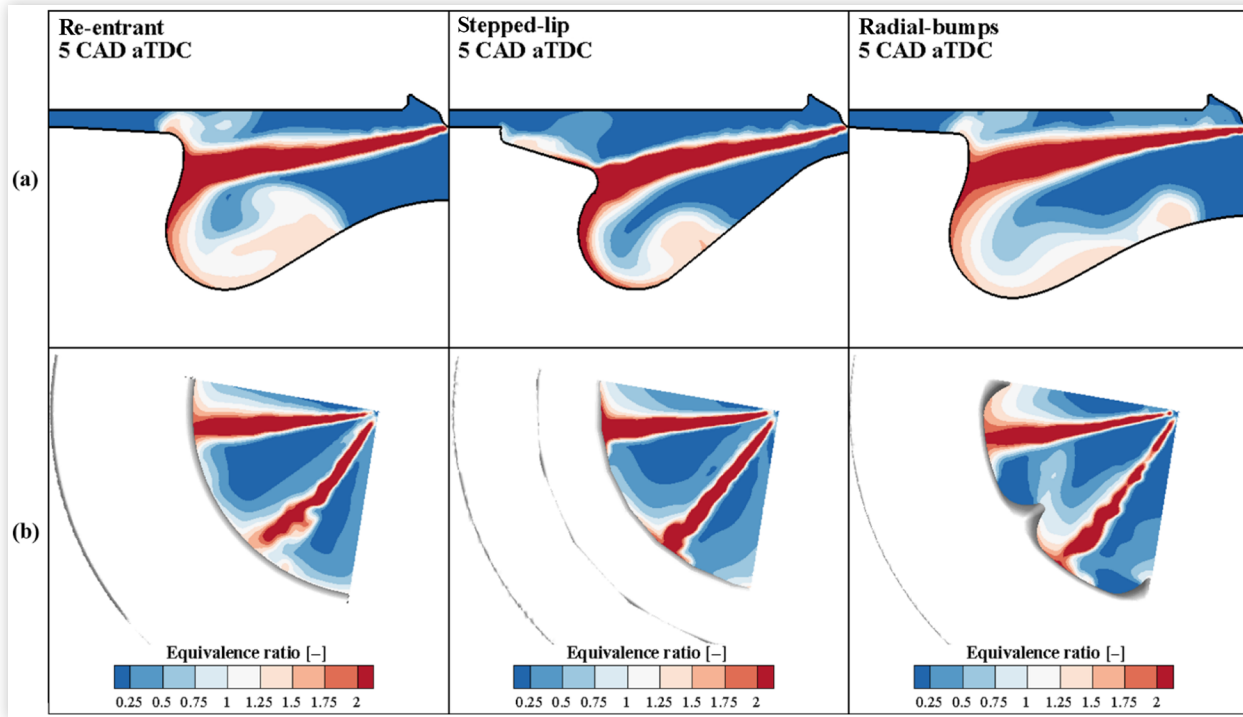 Re-entrant
5 CAD aTDC
Stepped-lip
5 CAD aTDC
Radial-bumps
5 CAD aTDC
(a)
(b)
Equivalence ratio [–]
0.25 0.5 0.75 1 1.25 1.5 1.75 2
Equivalence ratio [–]
0.25 0.5 0.75 1 1.25 1.5 1.75 2
Equivalence ratio [–]
0.25 0.5 0.75 1 1.25 1.5 1.75 2